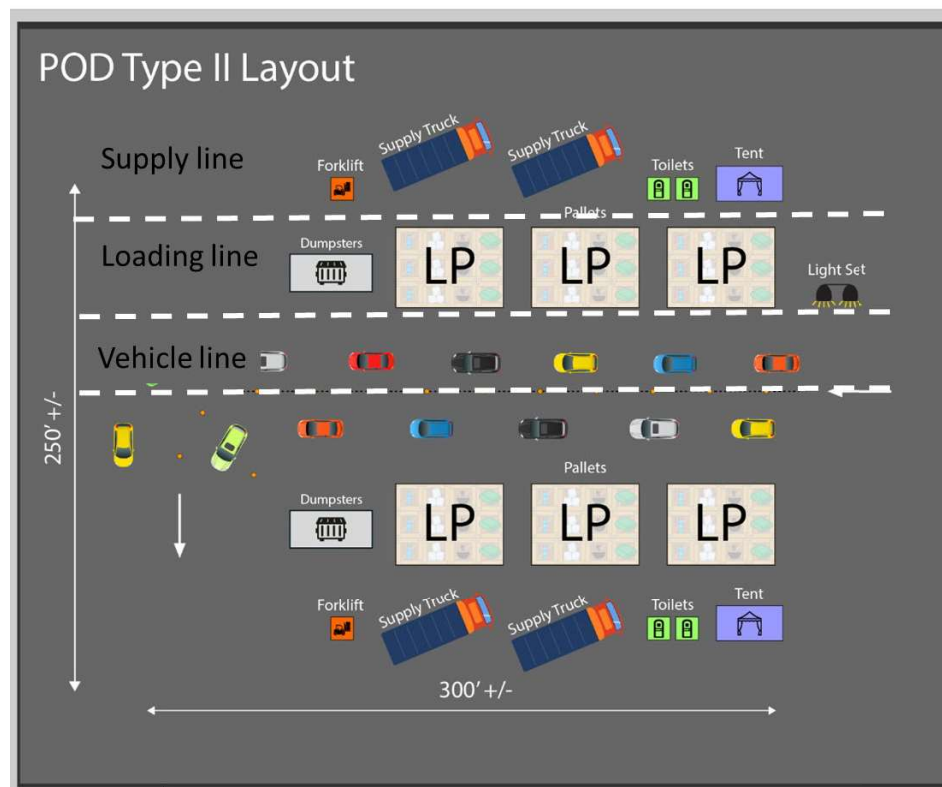 POD Type II Layout
Supply line
Forklift
Supply Truck
Supply Truck
Toilets
Tent
Pallets
Loading line
Dumpsters
LP
LP
LP
Light Set
Vehicle line
250' +/-
Pallets
Dumpsters
LP
LP
LP
Forklift
Supply Truck
Supply Truck
Toilets
Tent
300' +/-